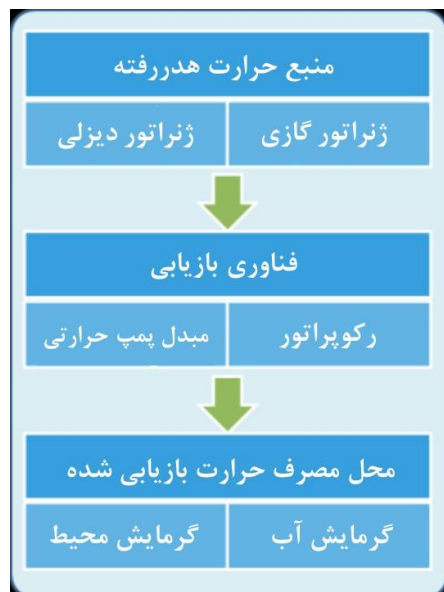 منبع حرارت هدررفته
ژنراتور گازی
ژنراتور دیزلی
فناوری بازیابی
رکوپراتور
مبدل پمپ حرارتی
محل مصرف حرارت بازیابی شده
گرمایش آب
گرمایش محیط